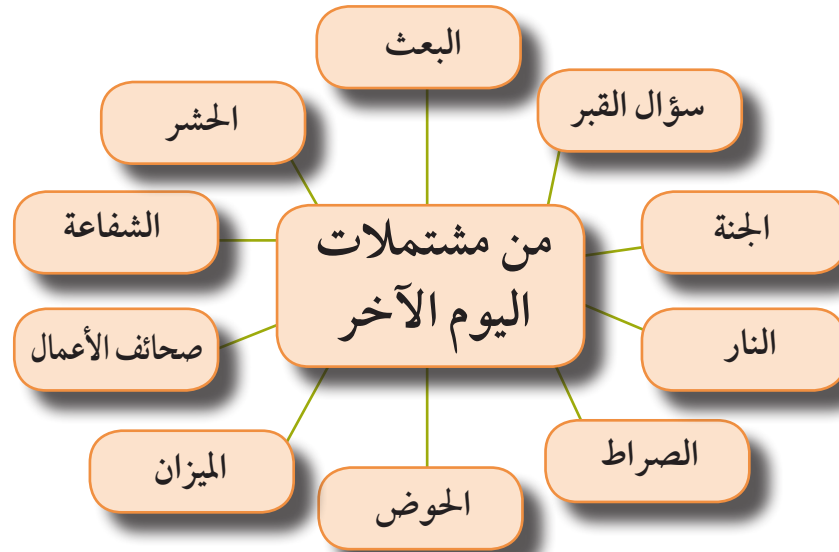 البعث
سؤال القبر
الحشر
الجنة
الشفاعة
من مشتملات
اليوم الآخر
النار
صحائف الأعمال
الصراط
الميزان
الحوض